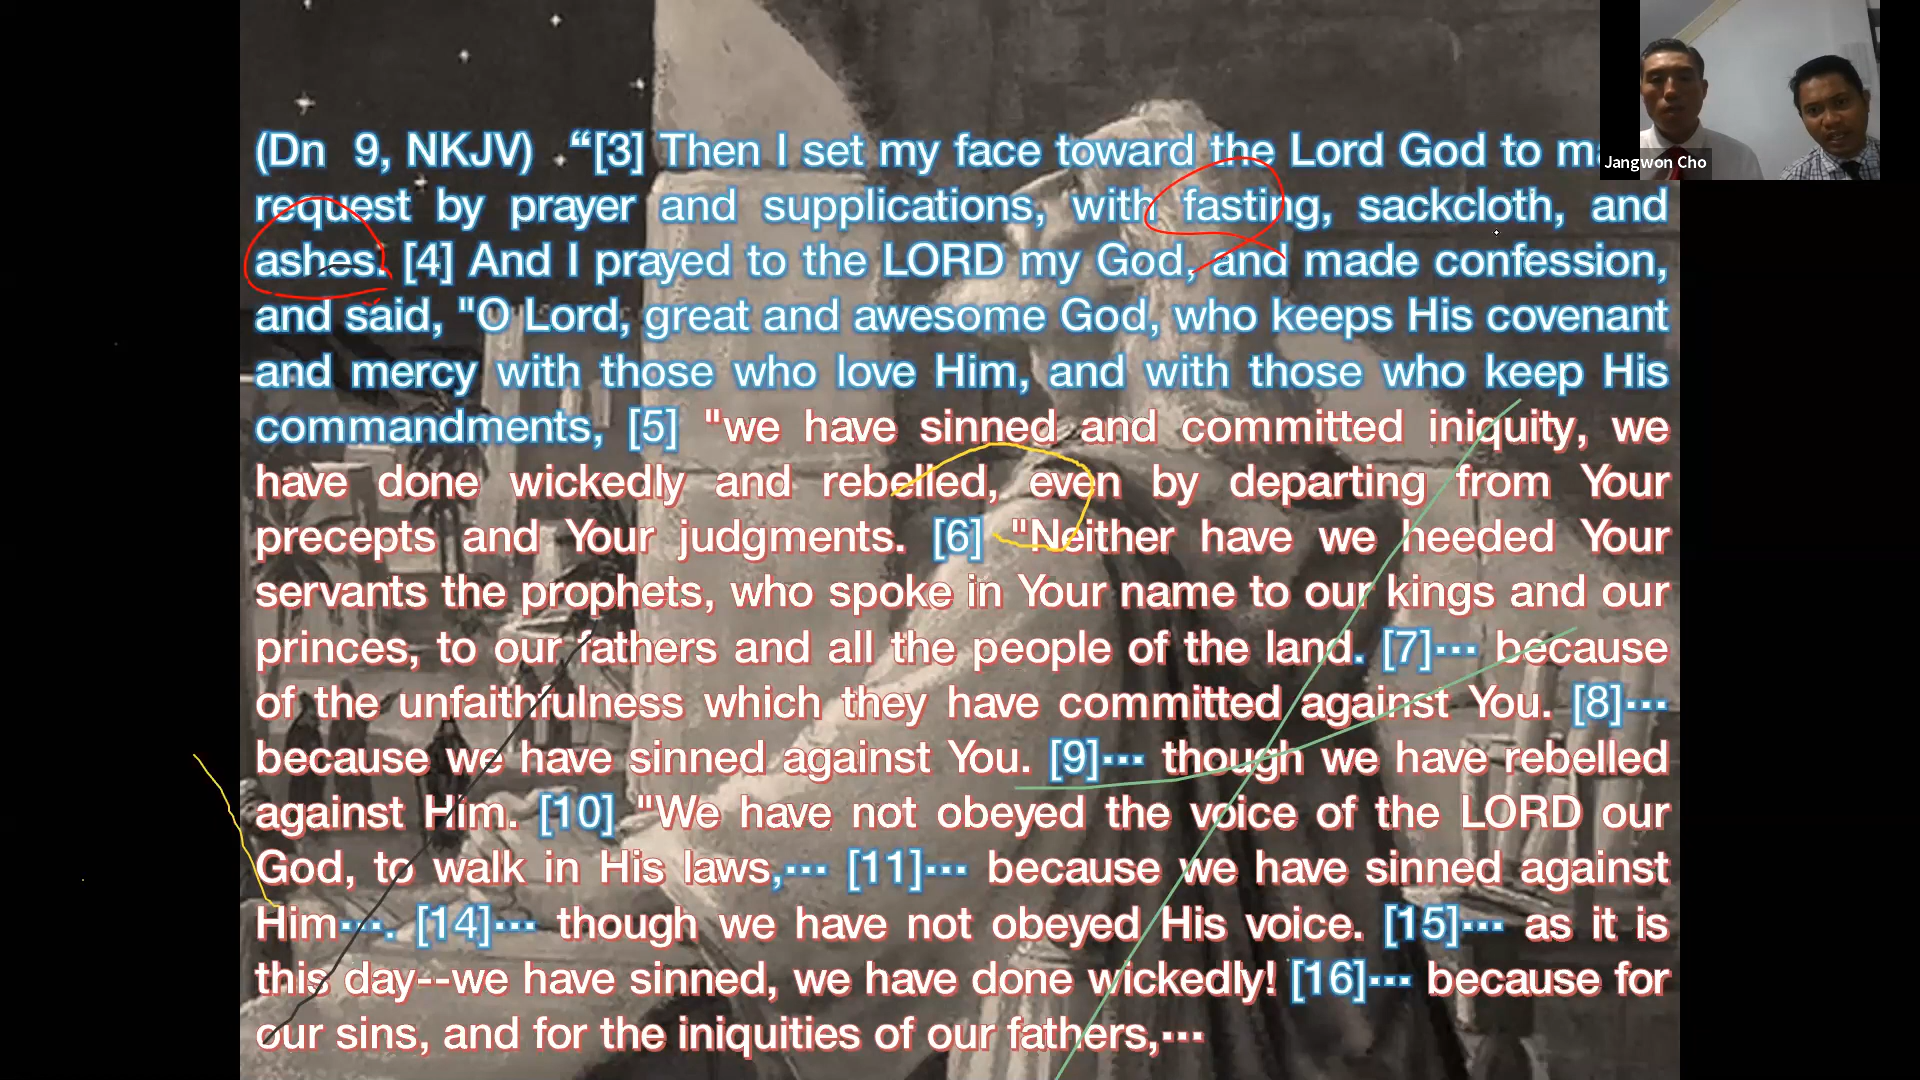 (Dn 9, NKJV) “[3] Then I set my face toward the Lord God to
request by prayer and supplications, with fasting, sackcloth, and
ashes. [4] And I prayed to the LORD my God, and made confession,
and said, "O Lord, great and awesome God, who keeps His covenant
and mercy with those who love Him, and with those who keep His
commandments, [5] "we have sinned and committed iniquity, we
have done wickedly and rebelled, even by departing from Your
precepts and Your judgments. [6] "Neither have we heeded Your
servants the prophets, who spoke in Your name to our kings and our
princes, to our fathers and all the people of the land. [7]··· because
of the unfaithfulness which they have committed against You. [8]···
because we have sinned against You. [9]··· though we have rebelled
against Him. [10] "We have not obeyed the voice of the LORD our
God, to walk in His laws,··· [11]··· because we have sinned against
Him···. [14]··· though we have not obeyed His voice. [15]··· as it is
this day--we have sinned, we have done wickedly! [16]··· because for
our sins, and for the iniquities of our fathers,···
Jangwon Cho